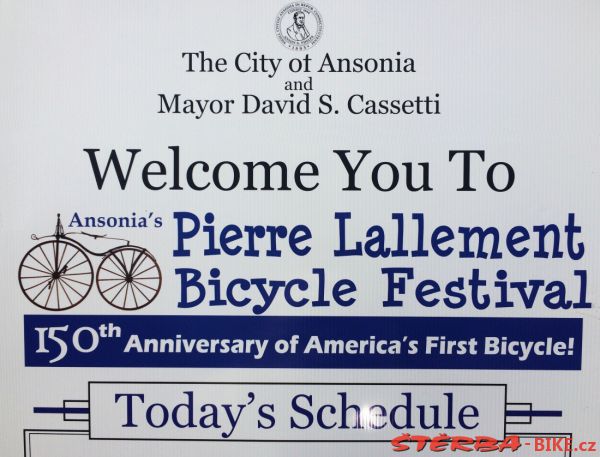 The City of Ansonia
and
Mayor David S. Cassetti
Welcome You To
Ansonia's
Pierre Lallement
Bicycle Festival
150th Anniversary of America's First Bicycle!
Today's Schedule
ŠTĚRBA-BIKE.cz